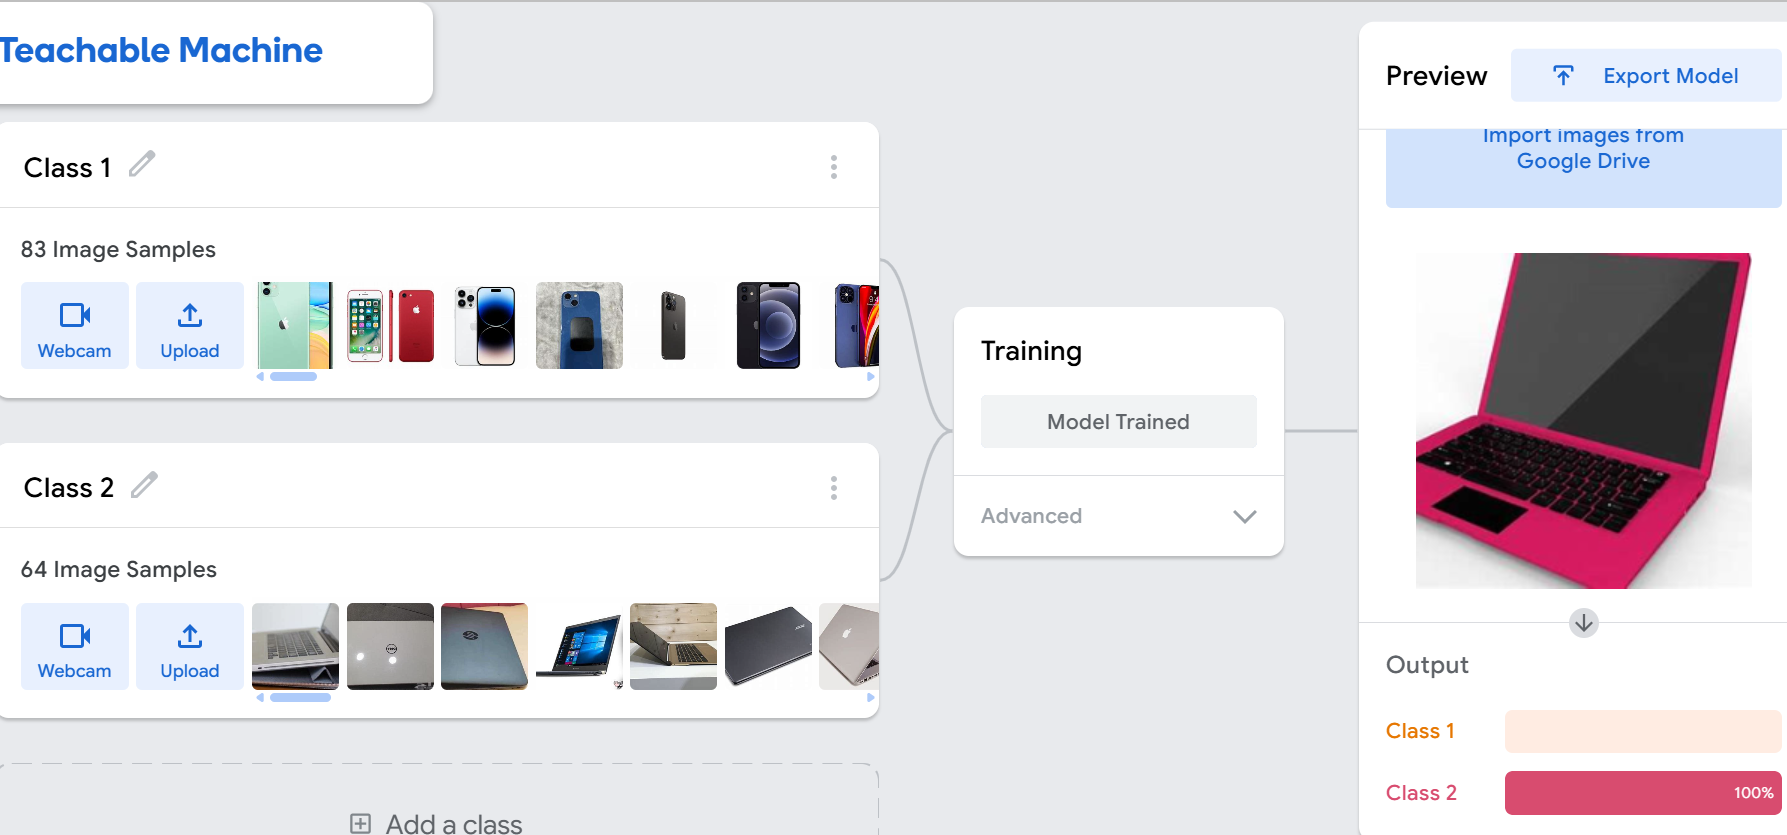 Teachable Machine
Class 1
83 Image Samples
Webcam
Upload
Class 2
64 Image Samples
Webcam
Upload
Add a class
Training
Model Trained
Advanced
Preview
Export Model
Import images from
Google Drive
Output
Class 1
Class 2
100%